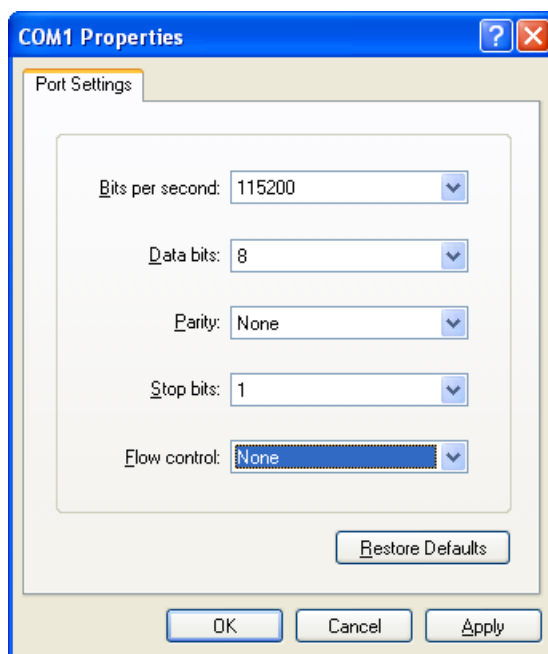 COM1 Properties
Port Settings
Bits per second: 115200
Data bits: 8
Parity: None
Stop bits: 1
Flow control: None
Restore Defaults
OK Cancel Apply